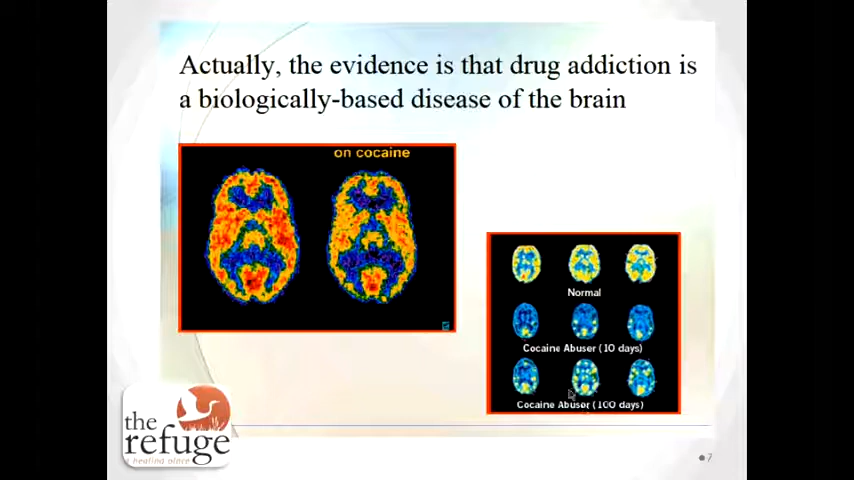 Actually, the evidence is that drug addiction is
a biologically-based disease of the brain
on cocaine
Normal
Cocaine Abuser (10 days)
Cocaine Abuser (100 days)
the
refuge
a healing place
7